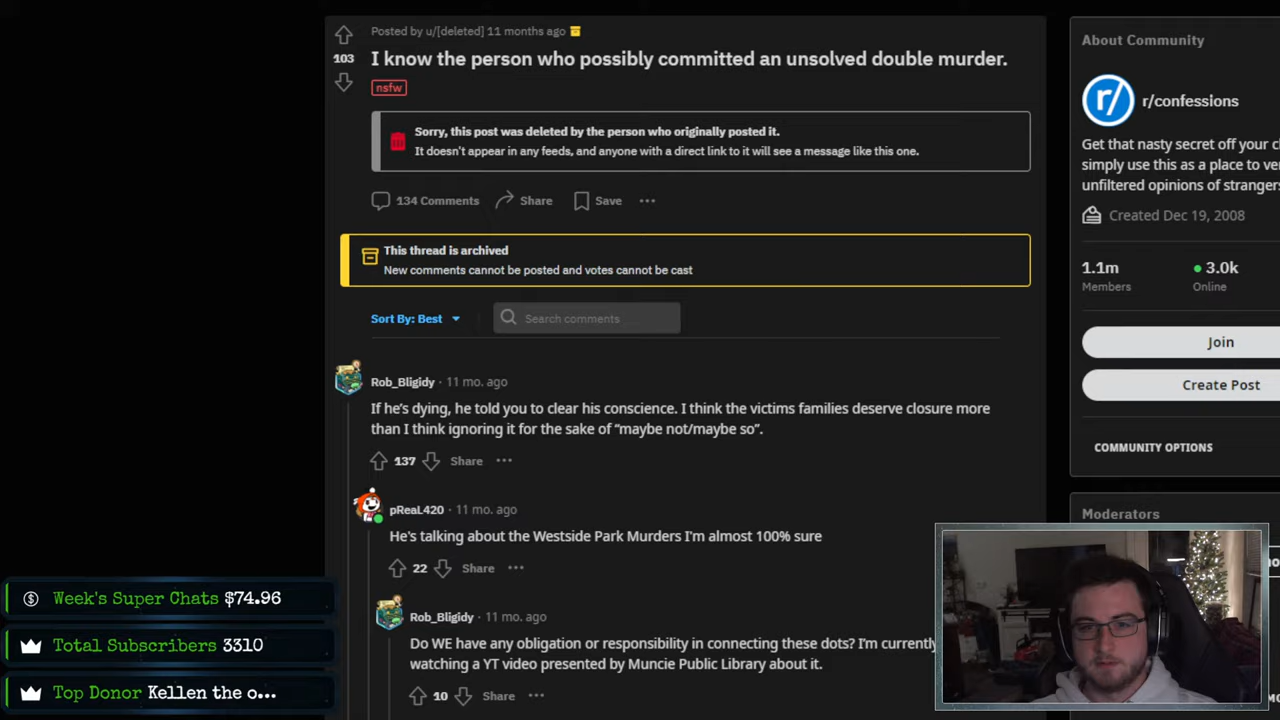 Posted by u/[deleted] 11 months ago
103
I know the person who possibly committed an unsolved double murder.
nsfw
Sorry, this post was deleted by the person who originally posted it.
It doesn't appear in any feeds, and anyone with a direct link to it will see a message like this one.
134 Comments
Share
Save
This thread is archived
New comments cannot be posted and votes cannot be cast
Sort By: Best
Search comments
Rob_Bligidy · 11 mo. ago
If he's dying, he told you to clear his conscience. I think the victims families deserve closure more
than I think ignoring it for the sake of “maybe not/maybe so”.
137
Share
pReaL420 · 11 mo. ago
He's talking about the Westside Park Murders I'm almost 100% sure
22
Share
Rob_Bligidy · 11 mo. ago
Do WE have any obligation or responsibility in connecting these dots? I'm currently
watching a YT video presented by Muncie Public Library about it.
10
Share
About Community
r/
r/confessions
Get that nasty secret off your
simply use this as a place to
unfiltered opinions of strangers
Created Dec 19, 2008
1.1m
3.0k
Members
Online
Join
Create Post
COMMUNITY OPTIONS
Moderators
Week's Super Chats $74.96
Total Subscribers 3310
Top Donor Kellen the o...